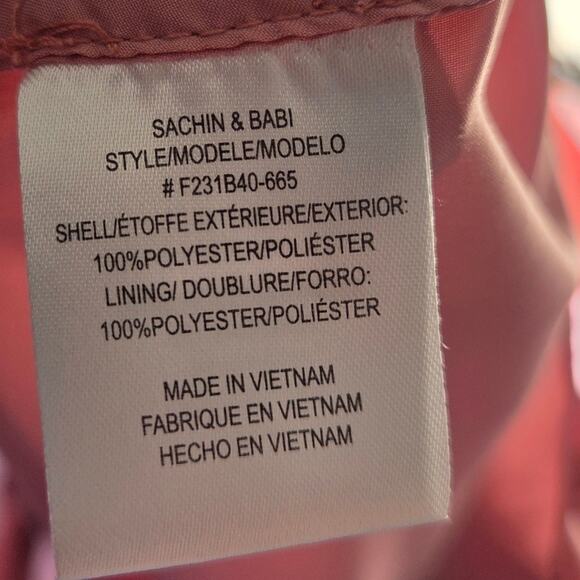 SACHIN & BABI
STYLE/MODELE/MODELO
# F231B40-665
SHELL/ÉTOFFE EXTÉRIEURE/EXTERIOR:
100%POLYESTER/POLIÉSTER
LINING/ DOUBLURE/FORRO:
100%POLYESTER/POLIÉSTER
MADE IN VIETNAM
FABRIQUE EN VIETNAM
HECHO EN VIETNAM